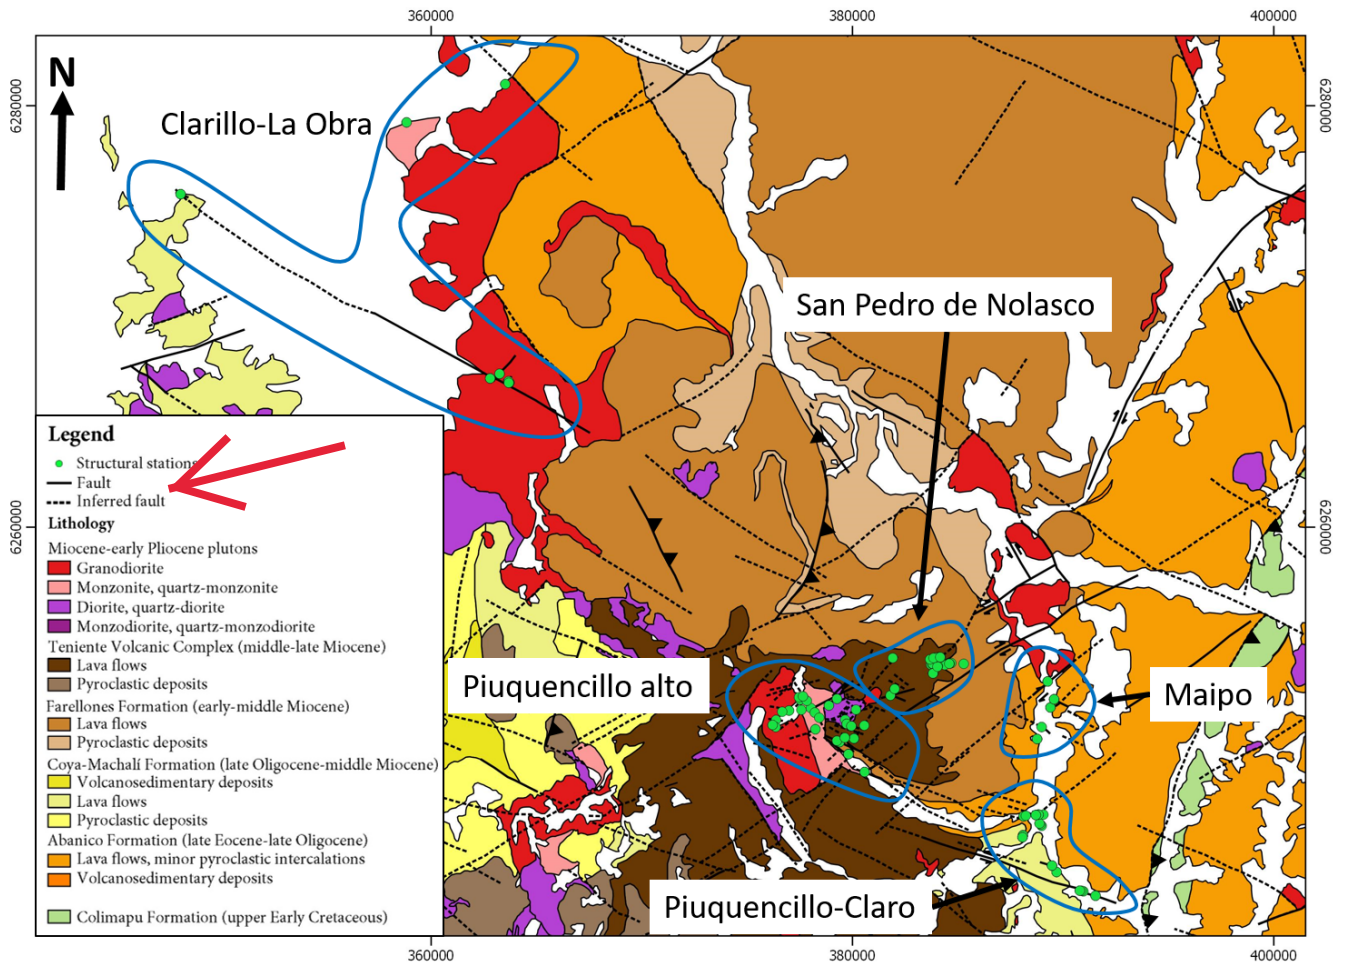 360000
380000
400000
N
6280000
6280000
Clarillo-La Obra
San Pedro de Nolasco
Legend
Structural stations
Fault
Inferred fault
Lithology
6260000
6260000
Miocene-early Pliocene plutons
Granodiorite
Monzonite, quartz-monzonite
Diorite, quartz-diorite
Monzodiorite, quartz-monzodiorite
Teniente Volcanic Complex (middle-late Miocene)
Lava flows
Pyroclastic deposits
Farellones Formation (early-middle Miocene)
Lava flows
Pyroclastic deposits
Coya-Machalí Formation (late Oligocene-middle Miocene)
Volcanosedimentary deposits
Lava flows
Pyroclastic deposits
Abanico Formation (late Eocene-late Oligocene)
Lava flows, minor pyroclastic intercalations
Volcanosedimentary deposits
Colimapu Formation (upper Early Cretaceous)
Piuquencillo alto
Maipo
Piuquencillo-Claro
360000
380000
400000